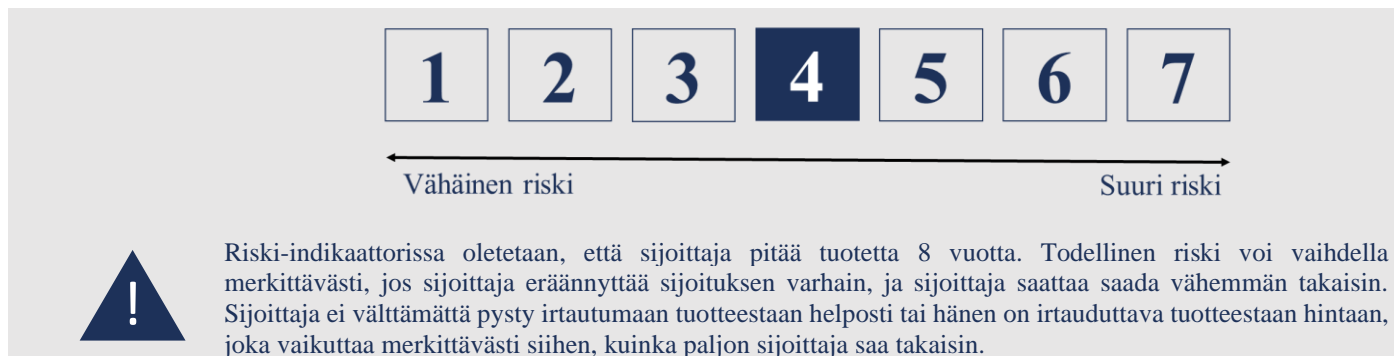 1 2 3 4 5 6 7
Vähäinen riski Suuri riski
Riski-indikaattorissa oletetaan, että sijoittaja pitää tuotetta 8 vuotta. Todellinen riski voi vaihdella
merkittävästi, jos sijoittaja eräännyttää sijoituksen varhain, ja sijoittaja saattaa saada vähemmän takaisin.
Sijoittaja ei välttämättä pysty irtautumaan tuotteestaan helposti tai hänen on irtauduttava tuotteestaan hintaan,
joka vaikuttaa merkittävästi siihen, kuinka paljon sijoittaja saa takaisin.
!